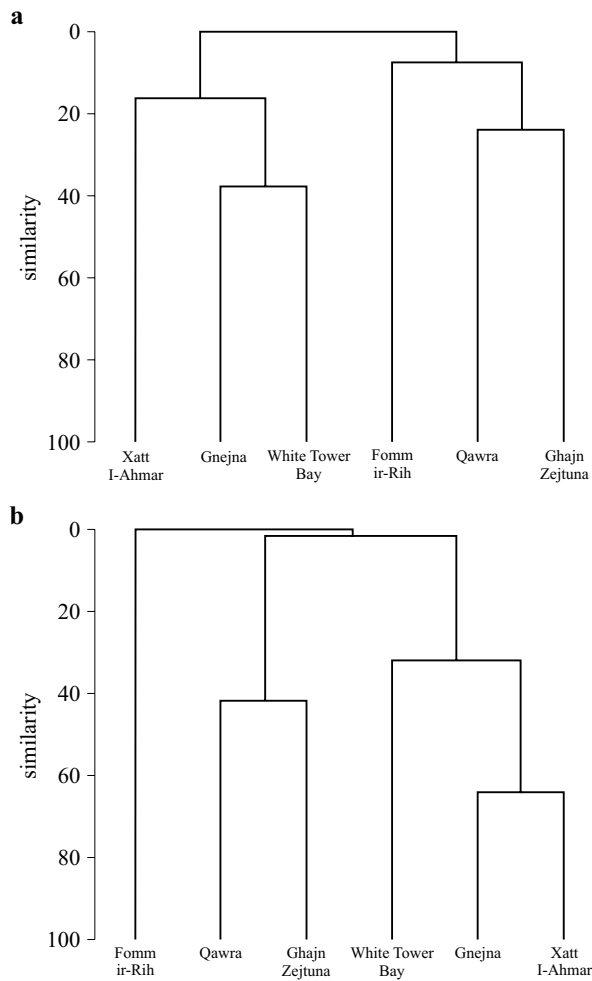 a
0
20
40
60
80
100
similarity
Xatt
I-Ahmar
Gnejna
White Tower
Bay
Fomm
ir-Rih
Qawra
Ghajn
Zejtuna
b
0
20
40
60
80
100
similarity
Fomm
ir-Rih
Qawra
Ghajn
Zejtuna
White Tower
Bay
Gnejna
Xatt
I-Ahmar